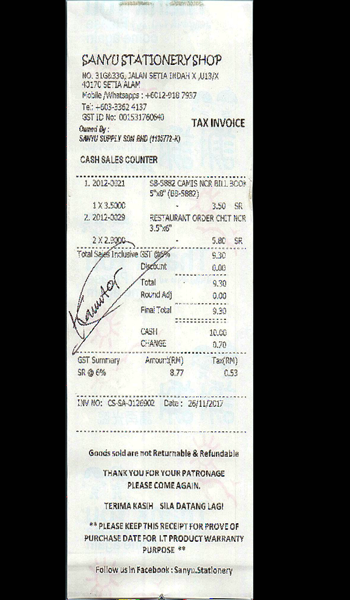 SANYU STATIONERY SHOP
NO. 31G&33G, JALAN SETIA INDAH X ,U13/X
40170 SETIA ALAM
Mobile /Whatsapps : +6012-918 7937
Tel: +603-3362 4137
GST ID No: 001531760640
TAX INVOICE
Owned By :
SANYU SUPPLY SDN BHD (1135772-K)
CASH SALES COUNTER
1. 2012-0021 SB-5882 CAMIS NCR BILL BOOK
5"x8" (BB-5882)
1 X 3.5000 - 3.50 SR
2. 2012-0029 RESTAURANT ORDER CHIT NCR
3.5"x6"
2 X 2.9000 - 5.80 SR
Total Sales Inclusive GST @6% 9.30
Discount 0.00
Total 9.30
Round Adj 0.00
Final Total 9.30
CASH 10.00
CHANGE 0.70
GST Summary Amount(RM) Tax(RM)
SR @ 6% 8.77 0.53
INV NO: CS-SA-0126902 Date : 26/11/2017
Goods sold are not Returnable & Refundable
THANK YOU FOR YOUR PATRONAGE
PLEASE COME AGAIN.
TERIMA KASIH SILA DATANG LAGI
** PLEASE KEEP THIS RECEIPT FOR PROVE OF
PURCHASE DATE FOR I.T PRODUCT WARRANTY
PURPOSE **
Follow us in Facebook : Sanyu.Stationery